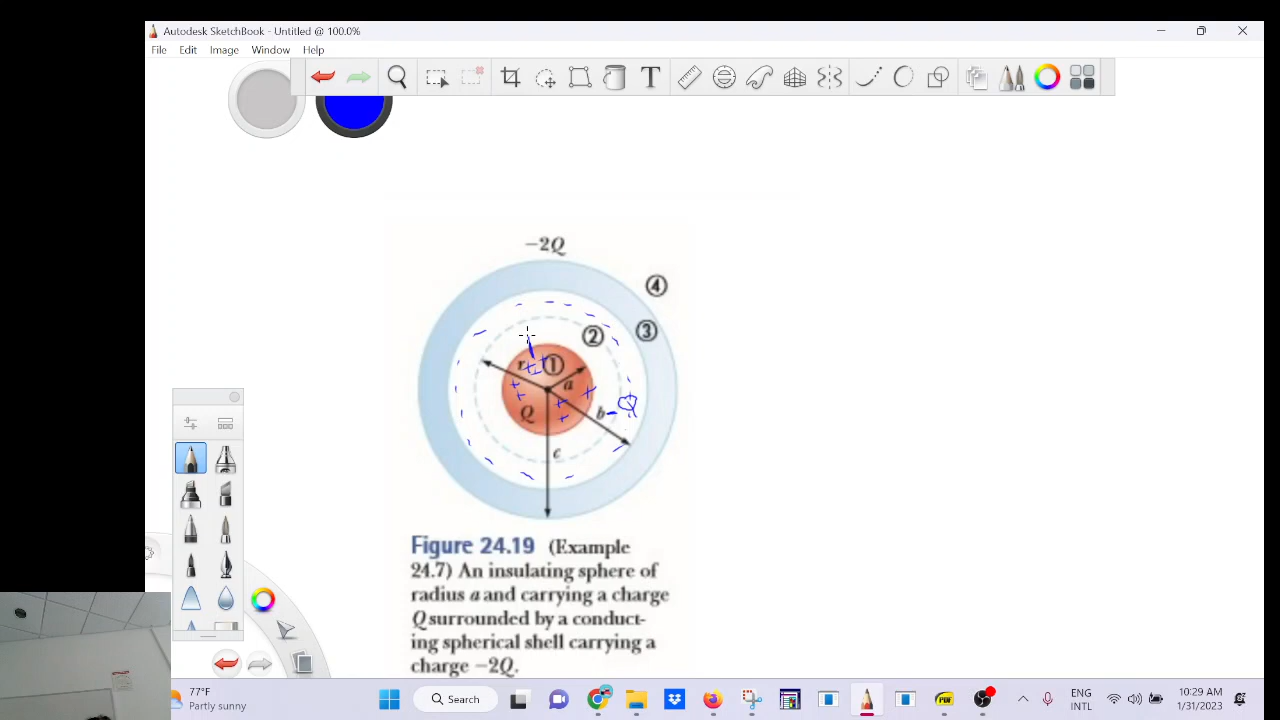 Autodesk SketchBook - Untitled @ 100.0%
File Edit Image Window Help
T
−2Q
④
③
②
①
r
a
Q
b
-Q
c
Figure 24.19 (Example
24.7) An insulating sphere of
radius a and carrying a charge
Q surrounded by a conduct-
ing spherical shell carrying a
charge −2Q.
77°F
Partly sunny
Search
ENG
INTL
10:29 AM
1/31/2023